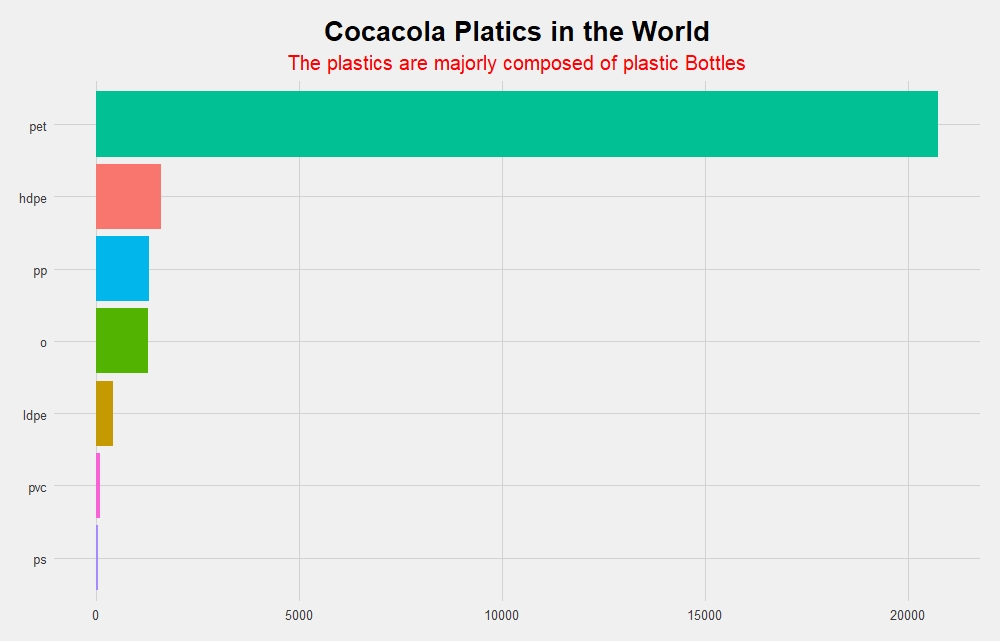 Cocacola Platics in the World
The plastics are majorly composed of plastic Bottles
pet
hdpe
pp
o
ldpe
pvc
ps
0 5000 10000 15000 20000